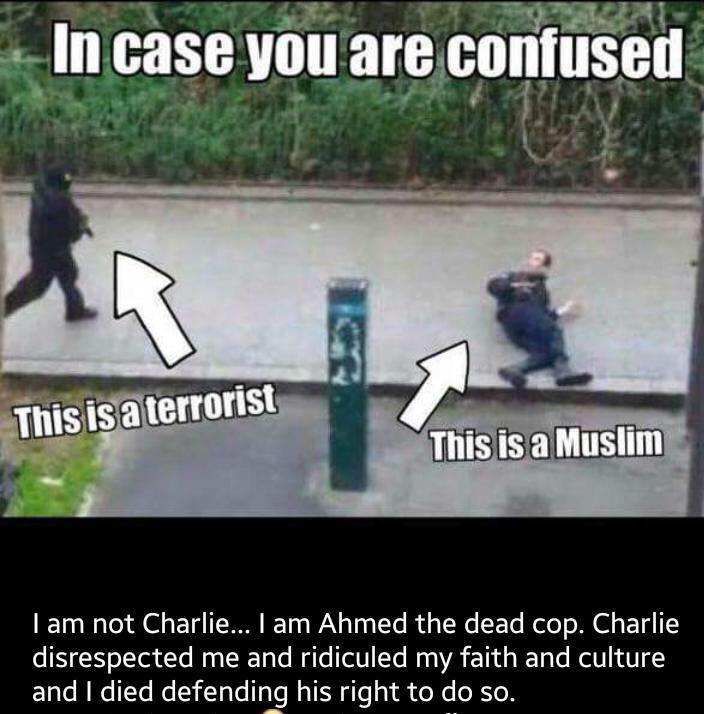 In case you are confused
This is a terrorist
This is a Muslim
I am not Charlie... I am Ahmed the dead cop. Charlie
disrespected me and ridiculed my faith and culture
and I died defending his right to do so.